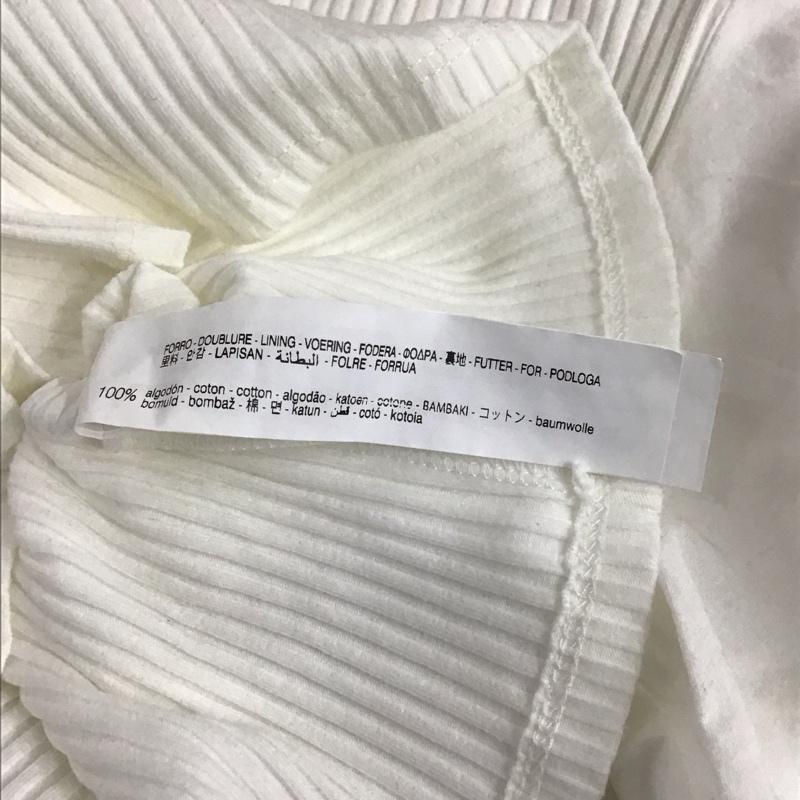 FORRO - DOUBLURE - LINING - VOERING - FODERA - ΦΟΔΡΑ - 裏地 - FUTTER - FOR - PODLOGA
里料 - 안감 - LAPISAN - البطانة - FOLRE - FORRUA
100% algodón - coton - cotton - algodão - katoen - cotone - BAMBAKI - コットン - baumwolle
bomuld - bombaž - 棉 - 면 - katun - قطن - cotó - kotoia